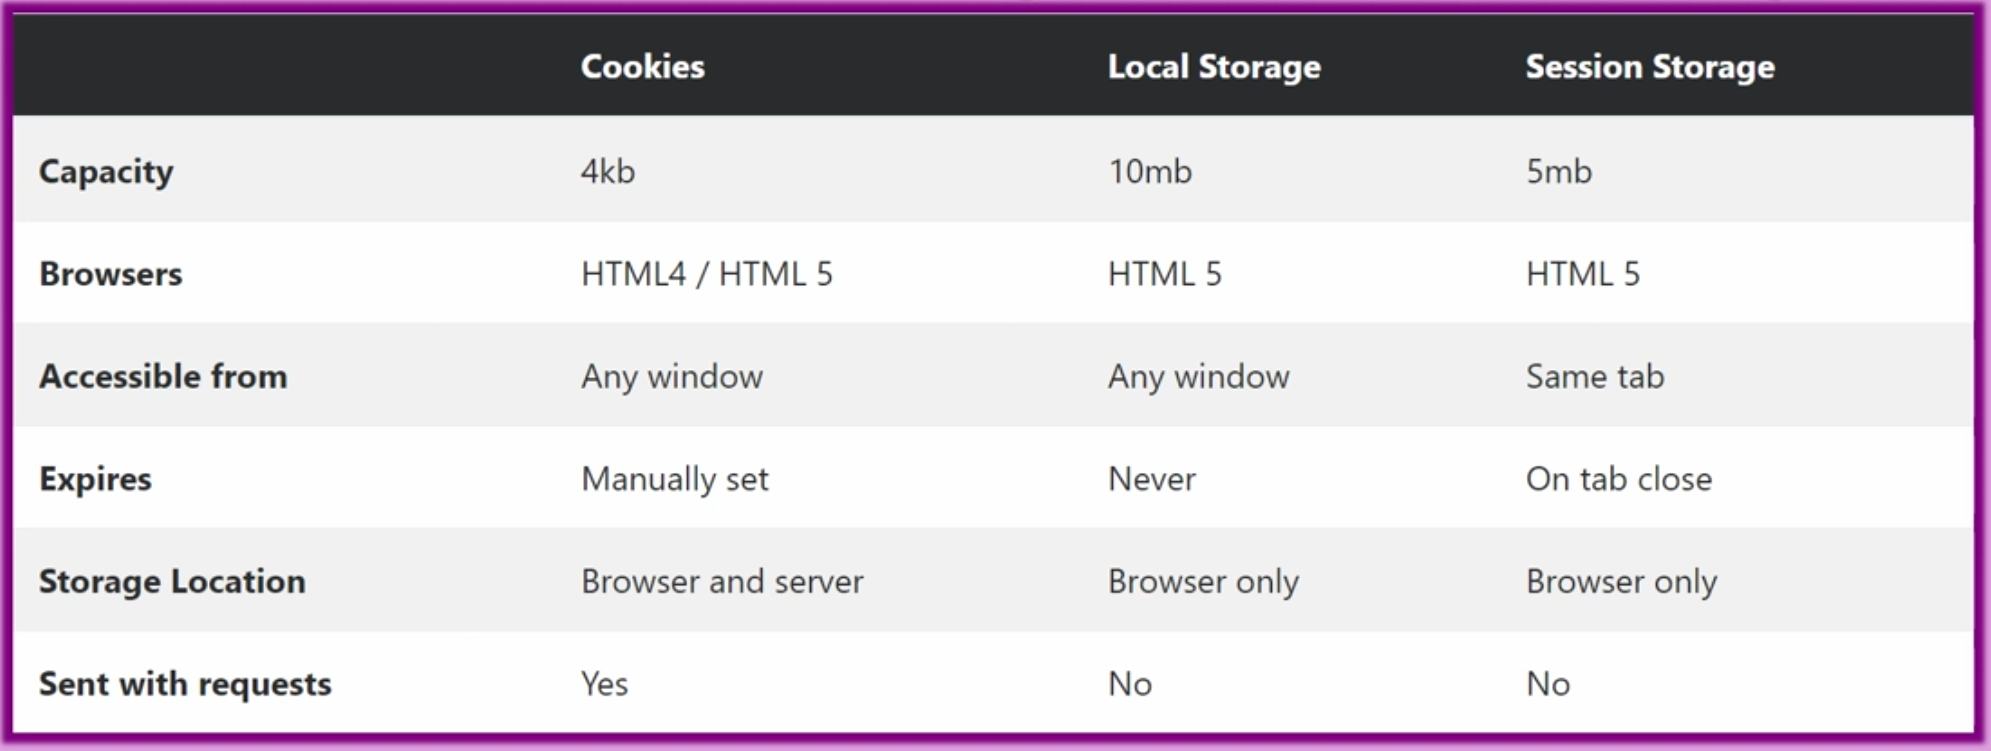 Cookies Local Storage Session Storage
Capacity 4kb 10mb 5mb
Browsers HTML4 / HTML 5 HTML 5 HTML 5
Accessible from Any window Any window Same tab
Expires Manually set Never On tab close
Storage Location Browser and server Browser only Browser only
Sent with requests Yes No No